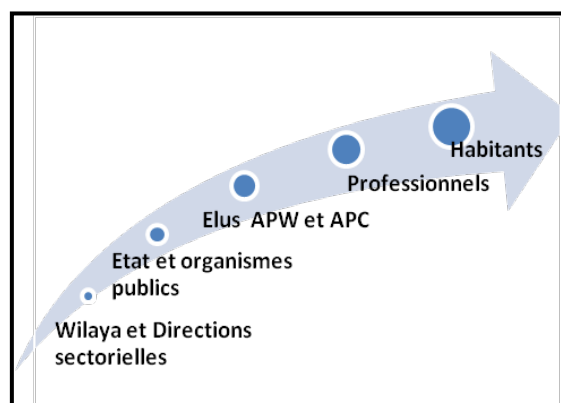 Habitants
Professionnels
Elus APW et APC
Etat et organismes
publics
Wilaya et Directions
sectorielles